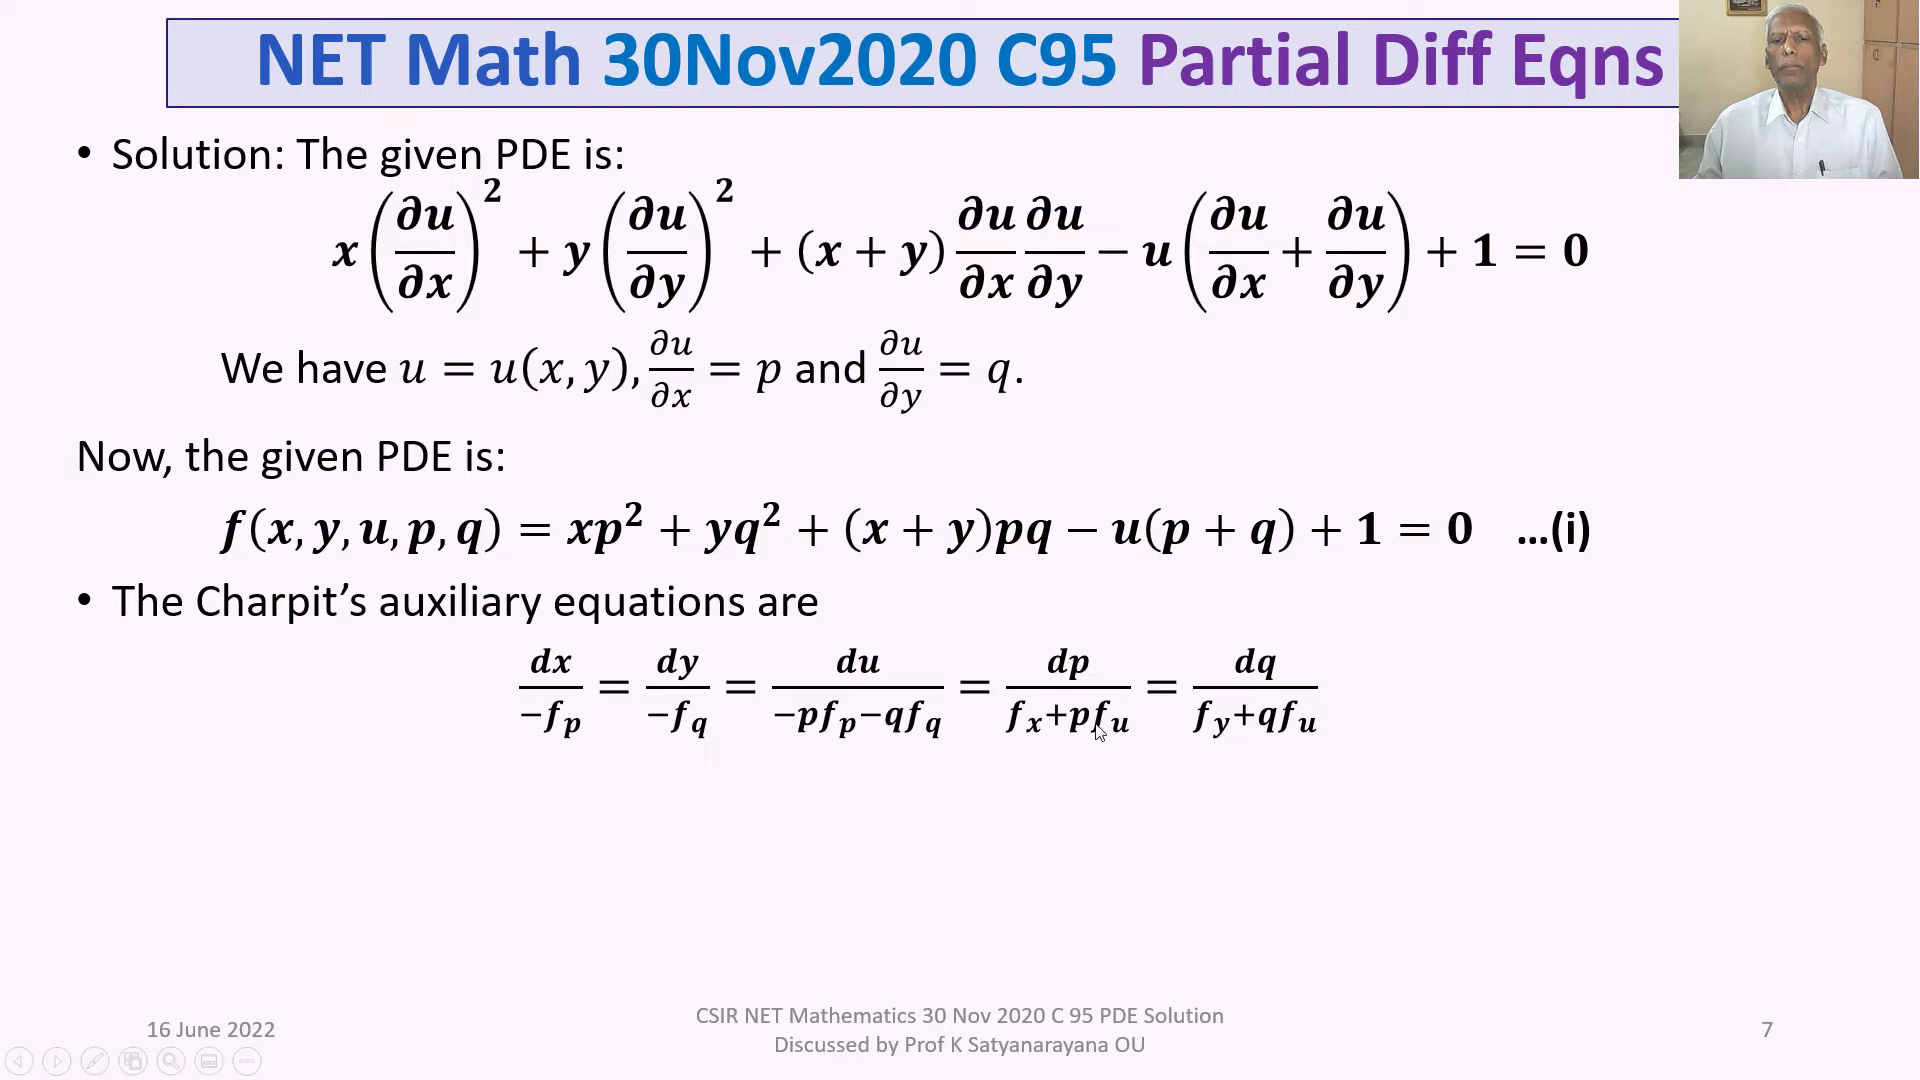 NET Math 30Nov2020 C95 Partial Diff Eqns
• Solution: The given PDE is:
x(∂u/∂x)² + y(∂u/∂y)² + (x + y) ∂u/∂x ∂u/∂y − u(∂u/∂x + ∂u/∂y) + 1 = 0
We have u = u(x, y), ∂u/∂x = p and ∂u/∂y = q.
Now, the given PDE is:
f(x, y, u, p, q) = xp² + yq² + (x + y)pq − u(p + q) + 1 = 0 ...(i)
• The Charpit’s auxiliary equations are
dx/−f_p = dy/−f_q = du/−pf_p−qf_q = dp/f_x+pf_u = dq/f_y+qf_u
16 June 2022
CSIR NET Mathematics 30 Nov 2020 C 95 PDE Solution
Discussed by Prof K Satyanarayana OU
7